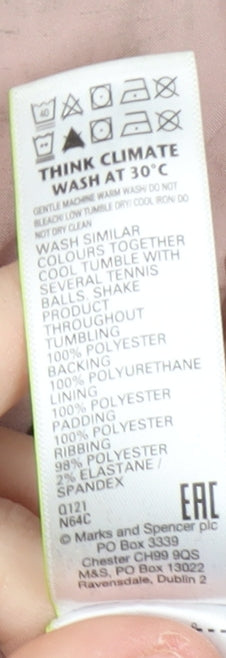 40
THINK CLIMATE
WASH AT 30°C
GENTLE MACHINE WARM WASH/ DO NOT
BLEACH/ LOW TUMBLE DRY/ COOL IRON/ DO
NOT DRY CLEAN
WASH SIMILAR
COLOURS TOGETHER
COOL TUMBLE WITH
SEVERAL TENNIS
BALLS. SHAKE
PRODUCT
THROUGHOUT
TUMBLING
100% POLYESTER
BACKING
100% POLYURETHANE
LINING
100% POLYESTER
PADDING
100% POLYESTER
RIBBING
98% POLYESTER
2% ELASTANE /
SPANDEX
Q121
N64C
EAC
© Marks and Spencer plc
PO Box 3339
Chester CH99 9QS
M&S, PO Box 13022
Ravensdale, Dublin 2